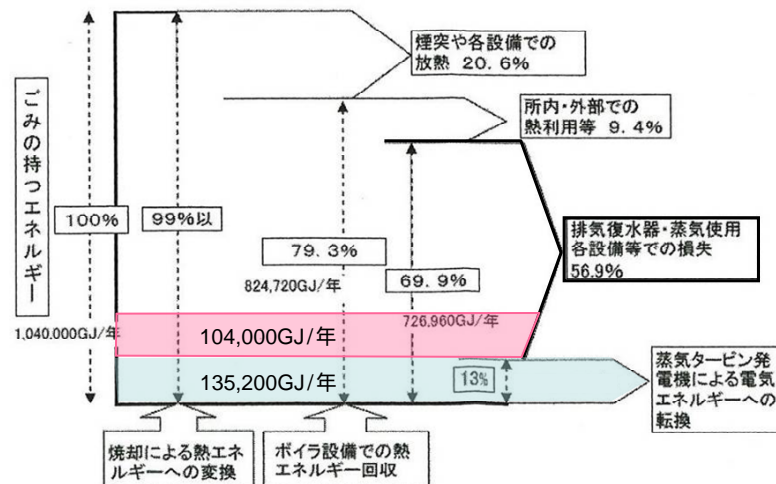 煙突や各設備での
放熱 20.6%
所内・外部での
熱利用等 9.4%
ごみの持つエネルギー
100%
99%以
79.3%
824,720GJ/年
69.9%
726,960GJ/年
排気復水器・蒸気使用
各設備等での損失
56.9%
1,040,000GJ/年
104,000GJ/年
135,200GJ/年
13%
蒸気タービン発
電機による電気
エネルギーへの
転換
焼却による熱エネ
ルギーへの変換
ボイラ設備での熱
エネルギー回収